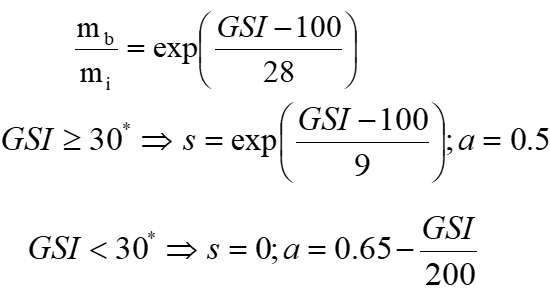 m_b/m_i = exp((GSI − 100)/28)
GSI ≥ 30* ⇒ s = exp((GSI − 100)/9); a = 0.5
GSI < 30* ⇒ s = 0; a = 0.65 − GSI/200